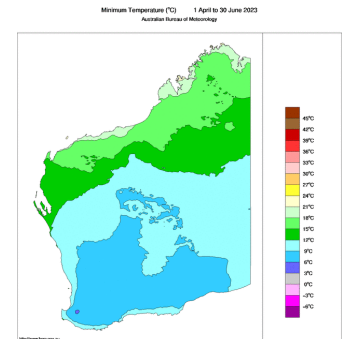 Minimum Temperature (°C) 1 April to 30 June 2023
Australian Bureau of Meteorology
45°C
42°C
39°C
36°C
33°C
30°C
27°C
24°C
21°C
18°C
15°C
12°C
9°C
6°C
3°C
0°C
-3°C
-6°C